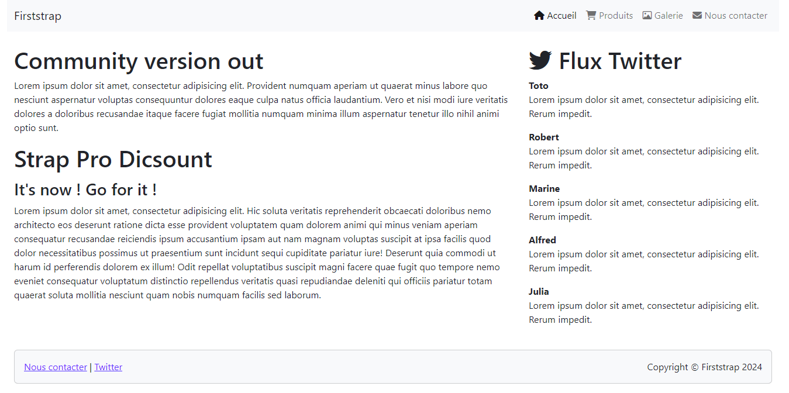 Firststrap
Accueil Produits Galerie Nous contacter
Community version out
Lorem ipsum dolor sit amet, consectetur adipisicing elit. Provident numquam aperiam ut quaerat minus labore quo
nesciunt aspernatur voluptas consequuntur dolores eaque culpa natus officia laudantium. Vero et nisi modi iure veritatis
dolores a doloribus recusandae itaque facere fugiat mollitia numquam minima illum aspernatur tenetur illo nihil animi
optio sunt.
Strap Pro Dicsount
It's now ! Go for it !
Lorem ipsum dolor sit amet, consectetur adipisicing elit. Hic soluta veritatis reprehenderit obcaecati doloribus nemo
architecto eos deserunt ratione dicta esse provident voluptatem quam dolorem animi qui minus veniam aperiam
consequatur recusandae reiciendis ipsum accusantium ipsam aut nam magnam voluptas suscipit at ipsa facilis quod
dolor necessitatibus possimus ut praesentium sunt incidunt sequi cupiditate pariatur iure! Deserunt quia commodi ut
harum id perferendis dolorem ex illum! Odit repellat voluptatibus suscipit magni facere quae fugit quo tempore nemo
eveniet consequatur voluptatum distinctio repellendus veritatis quasi repudiandae deleniti qui officiis pariatur totam
quaerat soluta mollitia nesciunt quam nobis numquam facilis sed laborum.
Flux Twitter
Toto
Lorem ipsum dolor sit amet, consectetur adipisicing elit.
Rerum impedit.
Robert
Lorem ipsum dolor sit amet, consectetur adipisicing elit.
Rerum impedit.
Marine
Lorem ipsum dolor sit amet, consectetur adipisicing elit.
Rerum impedit.
Alfred
Lorem ipsum dolor sit amet, consectetur adipisicing elit.
Rerum impedit.
Julia
Lorem ipsum dolor sit amet, consectetur adipisicing elit.
Rerum impedit.
Nous contacter | Twitter
Copyright © Firststrap 2024